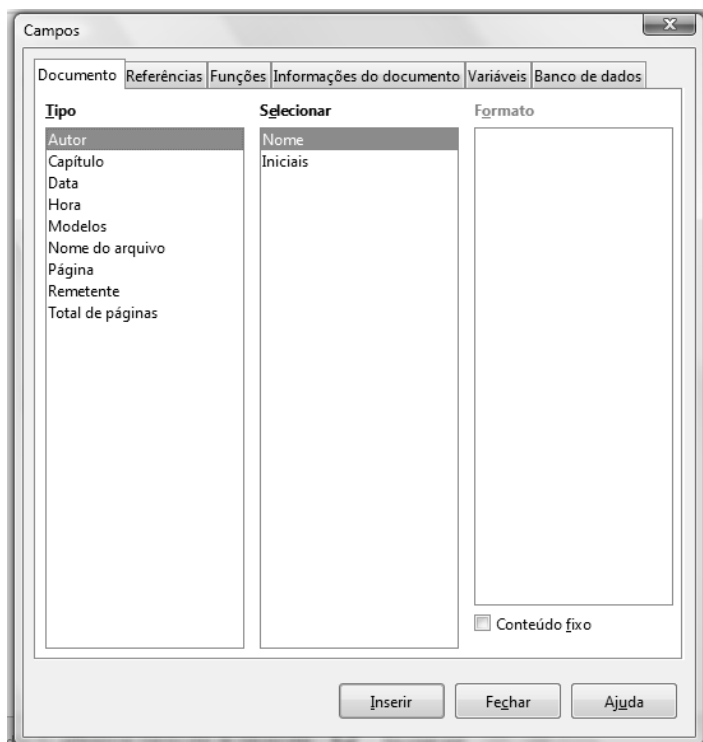 Campos
x
Documento Referências Funções Informações do documento Variáveis Banco de dados
Tipo Selecionar Formato
Autor Nome
Capítulo Iniciais
Data
Hora
Modelos
Nome do arquivo
Página
Remetente
Total de páginas
Conteúdo fixo
Inserir Fechar Ajuda